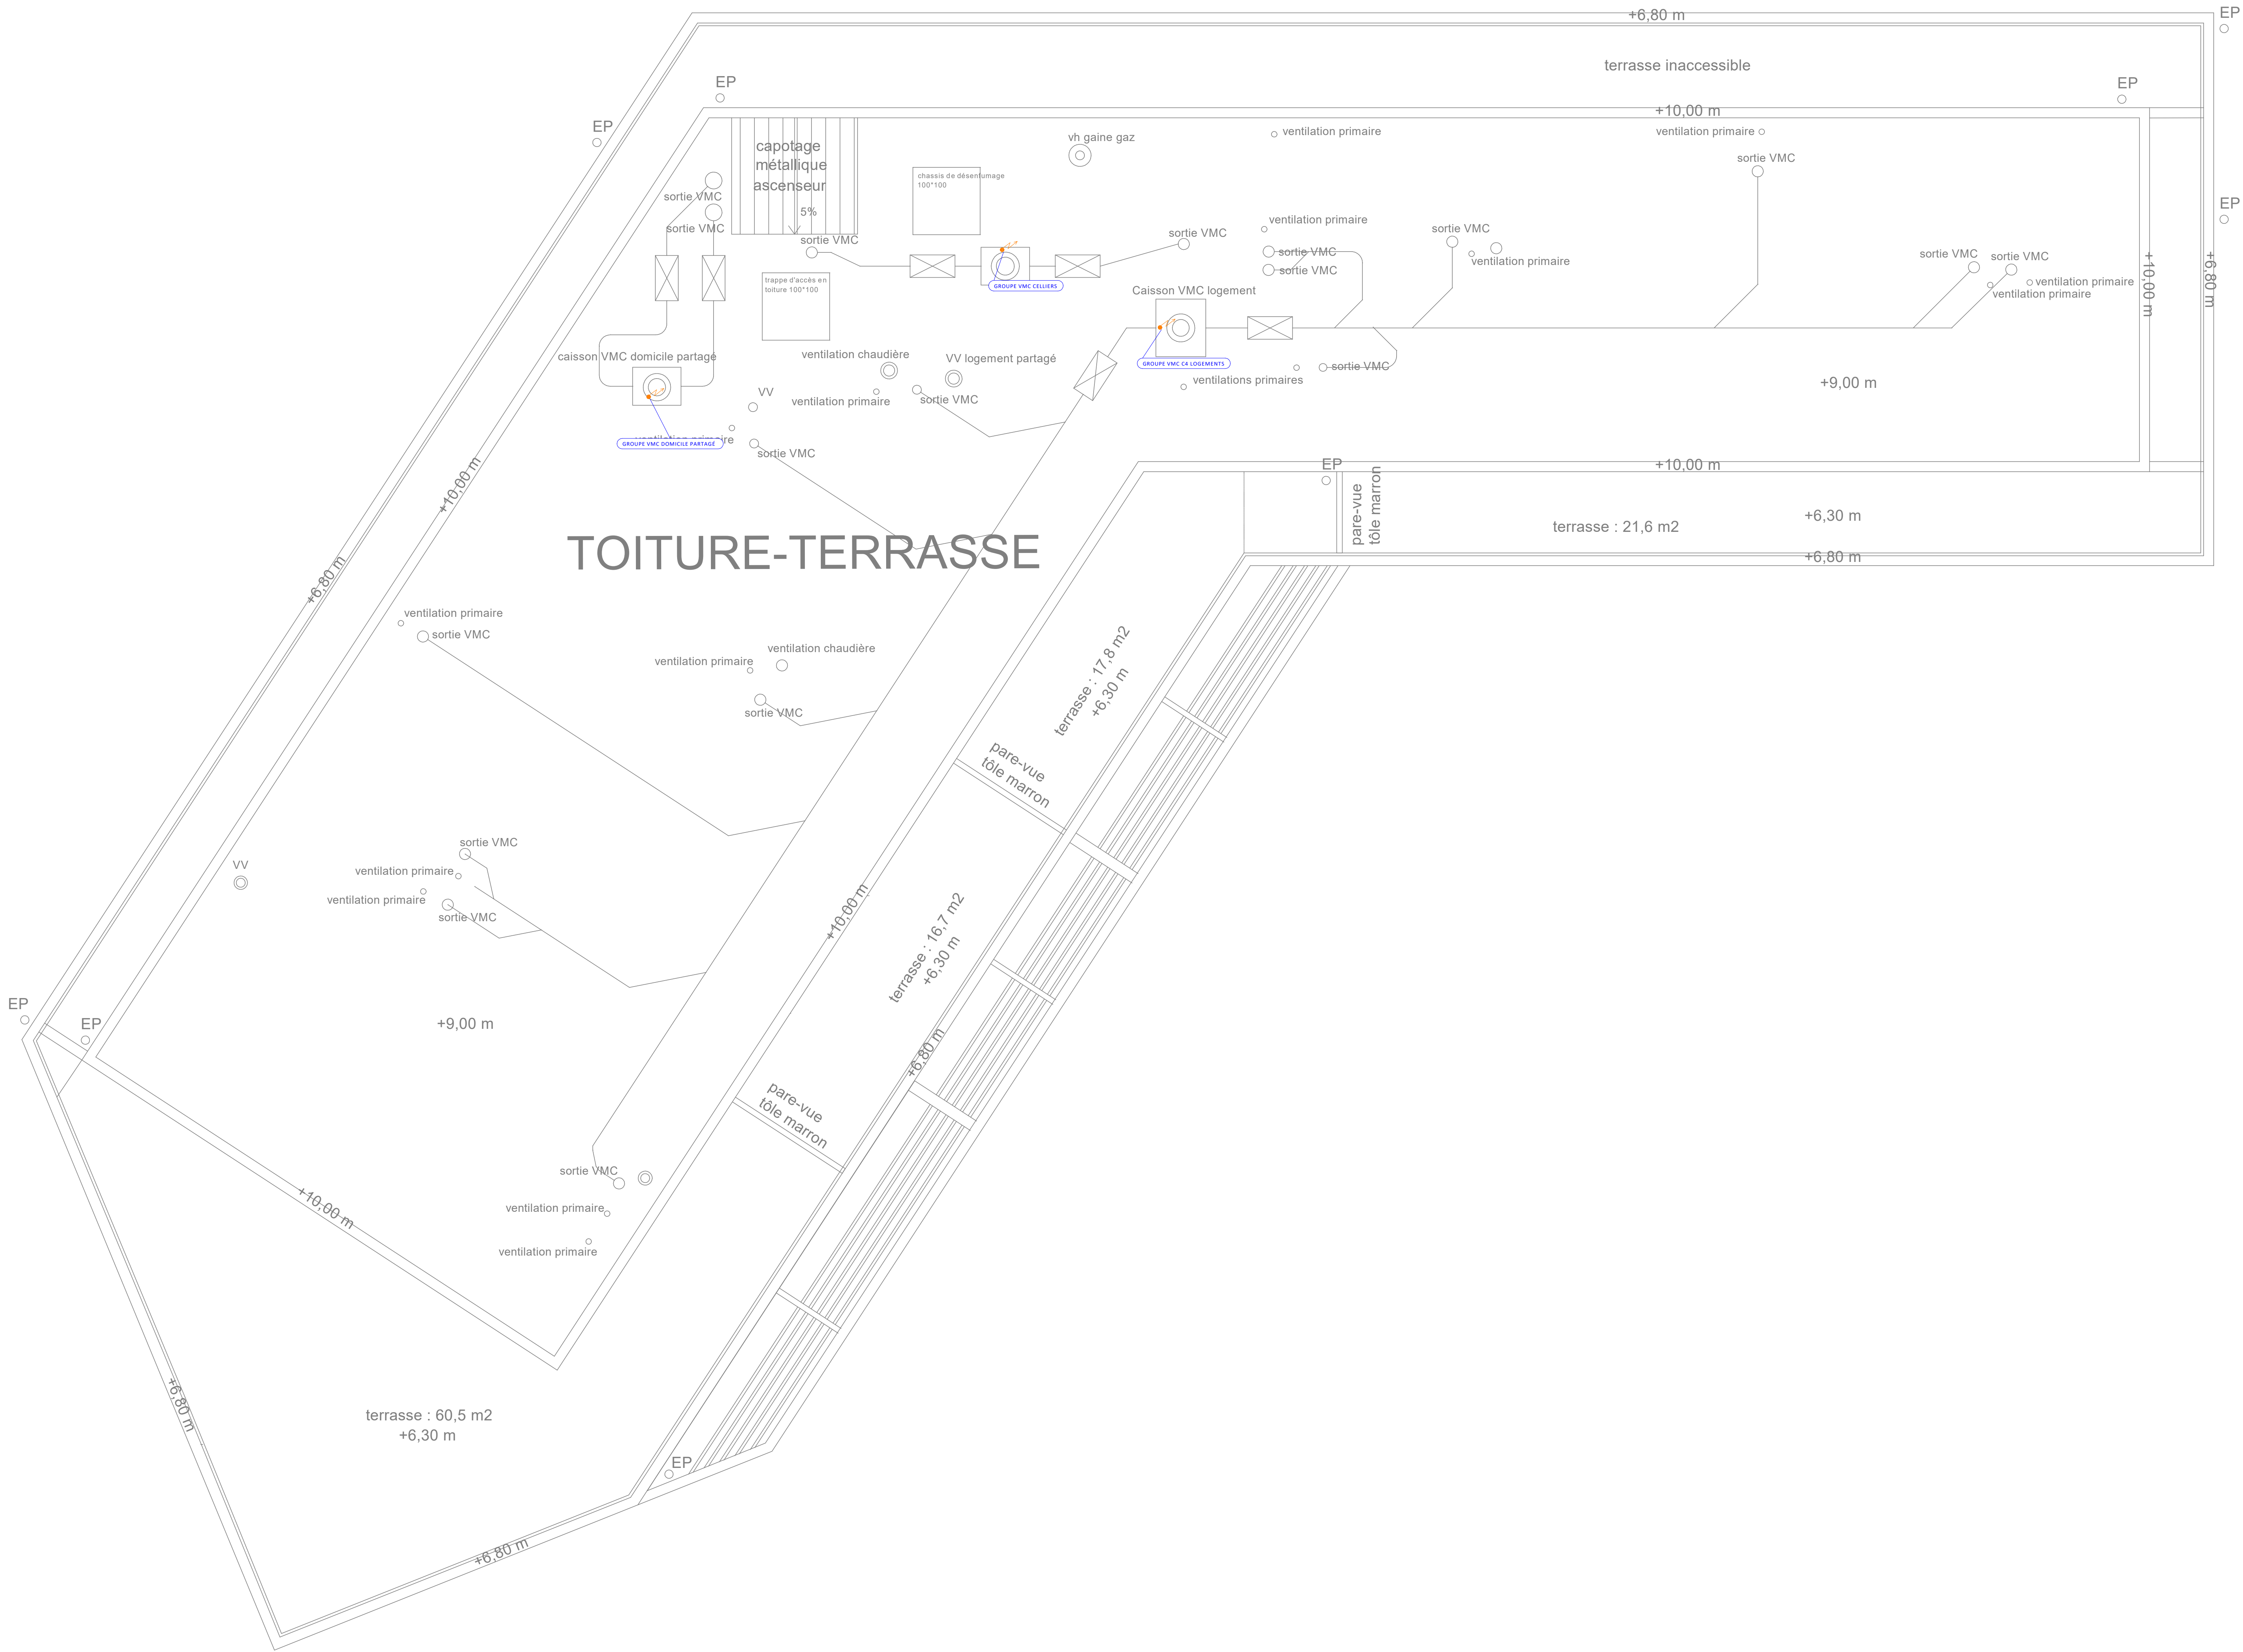 +6,80 m
EP
terrasse inaccessible
EP
EP
+10,00 m
EP
vh gaine gaz
ventilation primaire
ventilation primaire
capotage
métallique
ascenseur
5%
sortie VMC
chassis de désenfumage
100*100
sortie VMC
sortie VMC
EP
ventilation primaire
sortie VMC
sortie VMC
sortie VMC
sortie VMC
sortie VMC
sortie VMC
ventilation primaire
sortie VMC
sortie VMC
ventilation primaire
ventilation primaire
+10,00 m
+6,80 m
trappe d'accès en
toiture 100*100
GROUPE VMC CELLIERS
Caisson VMC logement
caisson VMC domicile partagé
ventilation chaudière
VV logement partagé
GROUPE VMC C4 LOGEMENTS
sortie VMC
ventilations primaires
+9,00 m
VV
ventilation primaire
sortie VMC
ventilation primaire
GROUPE VMC DOMICILE PARTAGÉ
sortie VMC
EP
+10,00 m
pare-vue
tôle marron
+10,00 m
+6,30 m
terrasse : 21,6 m2
+6,80 m
TOITURE-TERRASSE
+6,80 m
ventilation primaire
sortie VMC
ventilation chaudière
ventilation primaire
sortie VMC
terrasse : 17,8 m2
+6,30 m
pare-vue
tôle marron
sortie VMC
VV
ventilation primaire
ventilation primaire
sortie VMC
+10,00 m
terrasse : 16,7 m2
+6,30 m
EP
EP
+9,00 m
+6,80 m
pare-vue
tôle marron
sortie VMC
+10,00 m
ventilation primaire
ventilation primaire
+6,80 m
terrasse : 60,5 m2
+6,30 m
EP
+6,80 m